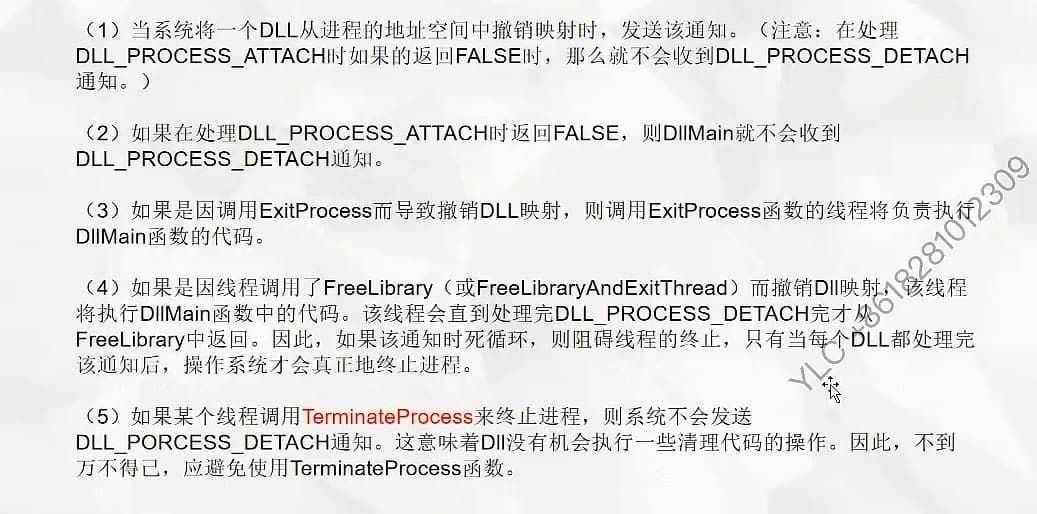 （1）当系统将一个DLL从进程的地址空间中撤销映射时，发送该通知。（注意：在处理
DLL_PROCESS_ATTACH时如果的返回FALSE时，那么就不会收到DLL_PROCESS_DETACH
通知。）
（2）如果在处理DLL_PROCESS_ATTACH时返回FALSE，则DllMain就不会收到
DLL_PROCESS_DETACH通知。
（3）如果是因调用ExitProcess而导致撤销DLL映射，则调用ExitProcess函数的线程将负责执行
DllMain函数的代码。
（4）如果是因线程调用了FreeLibrary（或FreeLibraryAndExitThread）而撤销Dll映射，该线程
将执行DllMain函数中的代码。该线程会直到处理完DLL_PROCESS_DETACH完才从
FreeLibrary中返回。因此，如果该通知时死循环，则阻碍线程的终止，只有当每个DLL都处理完
该通知后，操作系统才会真正地终止进程。
（5）如果某个线程调用TerminateProcess来终止进程，则系统不会发送
DLL_PORCESS_DETACH通知。这意味着Dll没有机会执行一些清理代码的操作。因此，不到
万不得已，应避免使用TerminateProcess函数。
YLC +8618281012309